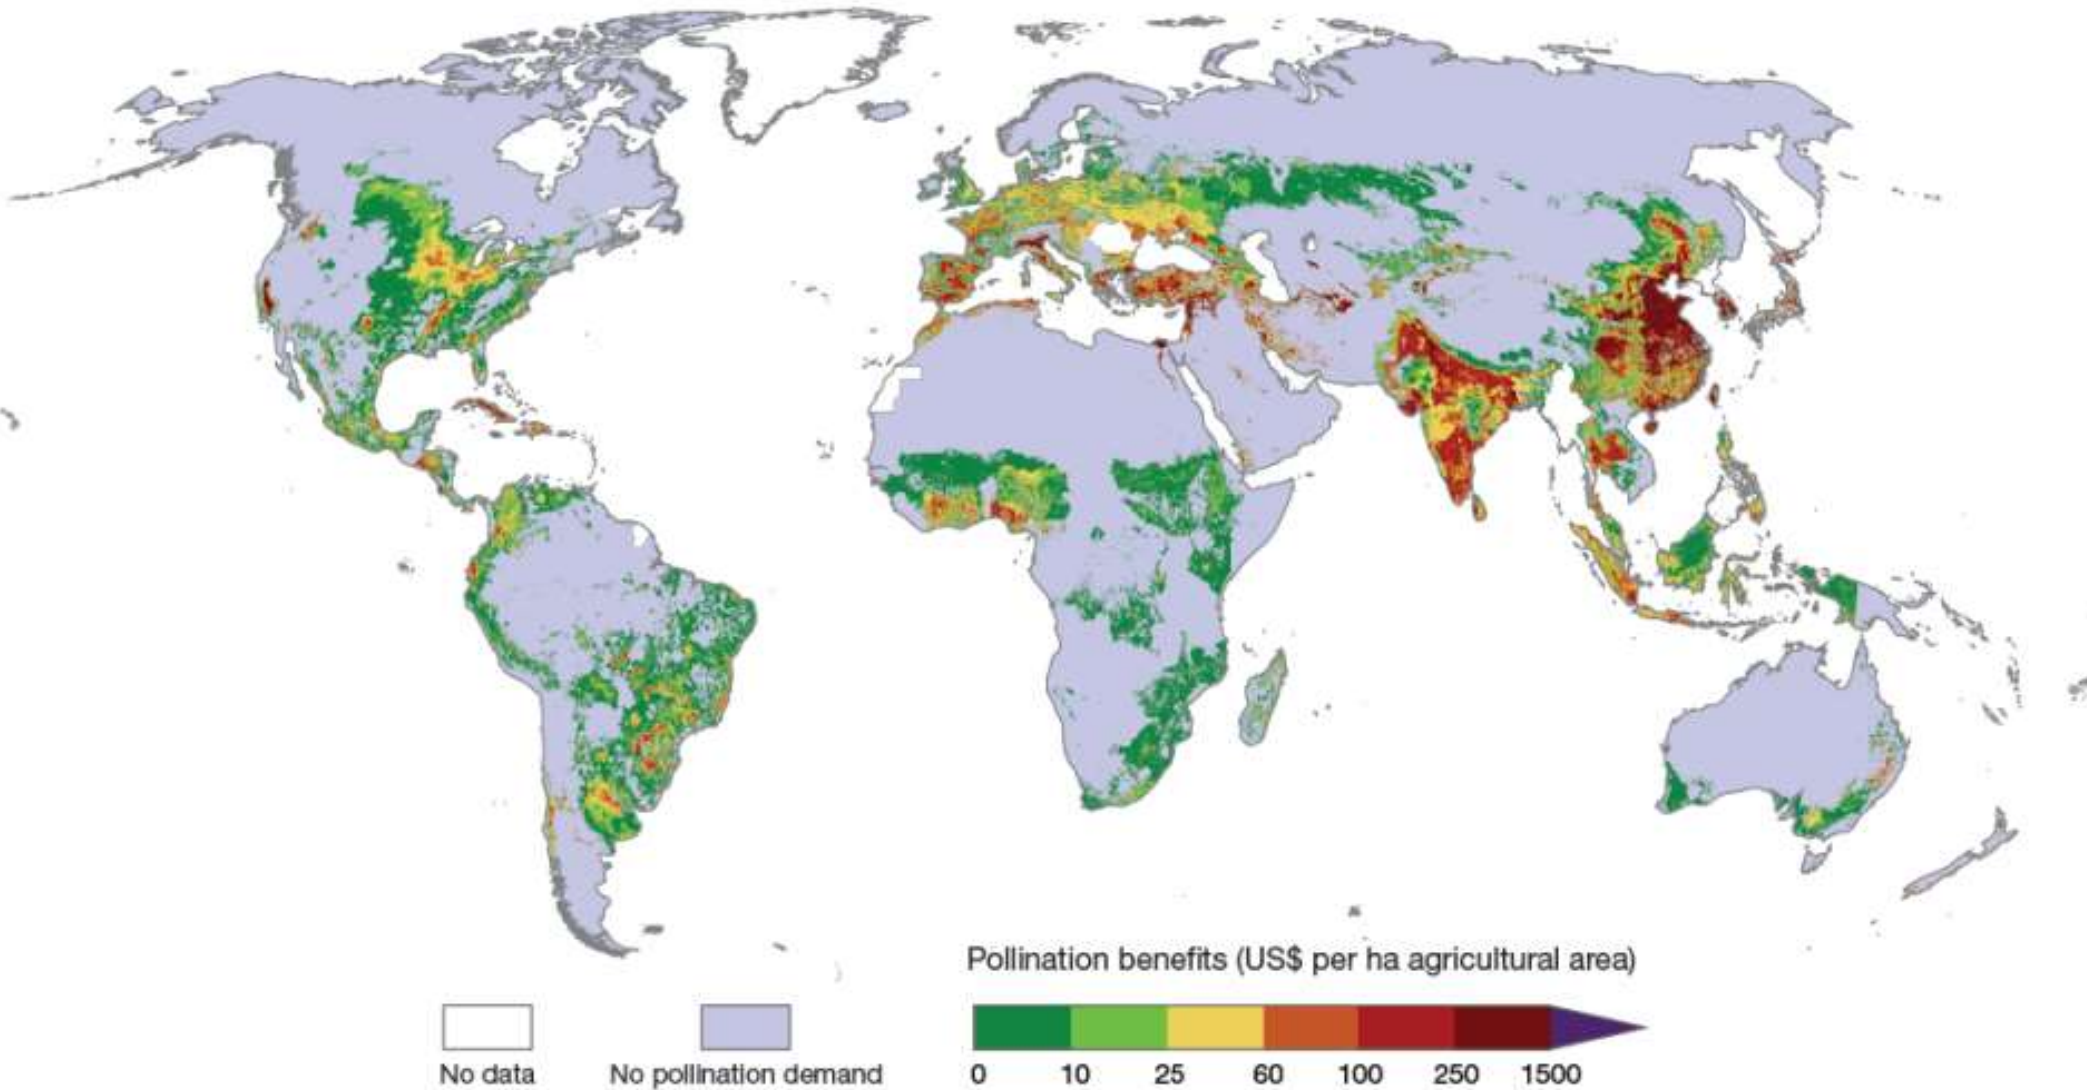 Pollination benefits (US$ per ha agricultural area)
No data
No pollination demand
0 10 25 60 100 250 1500